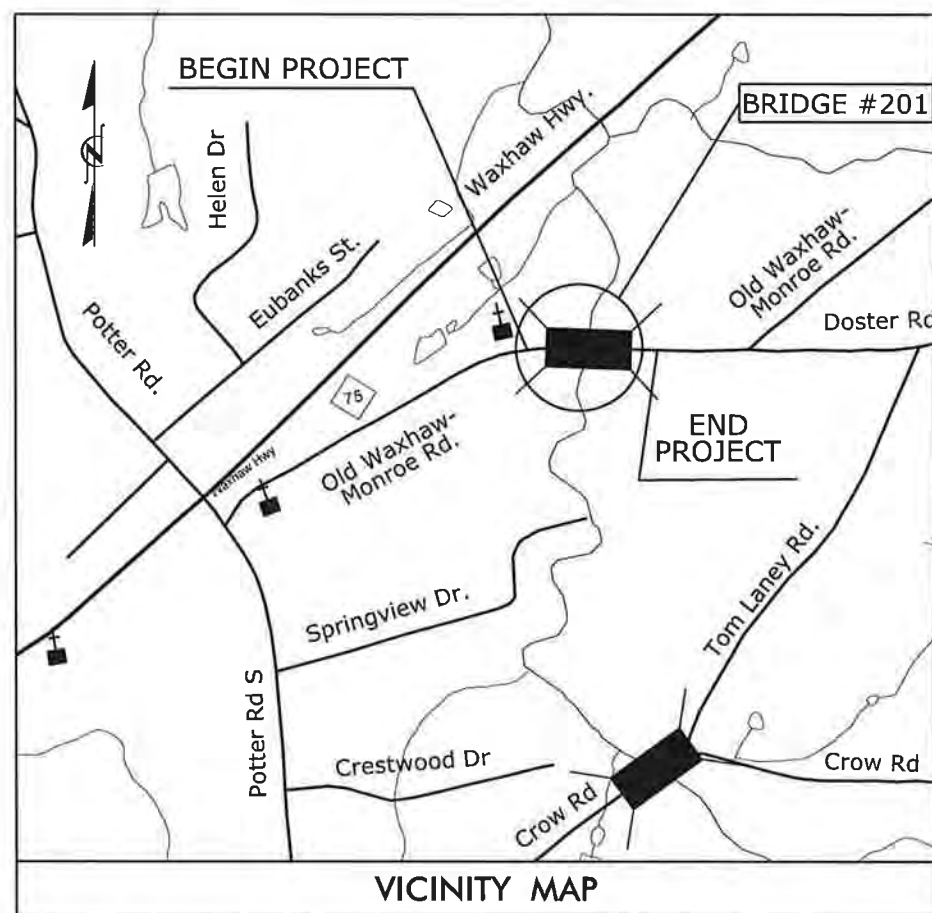 BEGIN PROJECT
BRIDGE #201
N
Helen Dr
Waxhaw Hwy.
Eubanks St.
Old Waxhaw-
Monroe Rd.
Doster Rd
Potter Rd.
75
END
PROJECT
Old Waxhaw-
Monroe Rd.
Waxhaw Hwy
Springview Dr.
Tom Laney Rd.
Potter Rd S
Crestwood Dr
Crow Rd
Crow Rd
VICINITY MAP